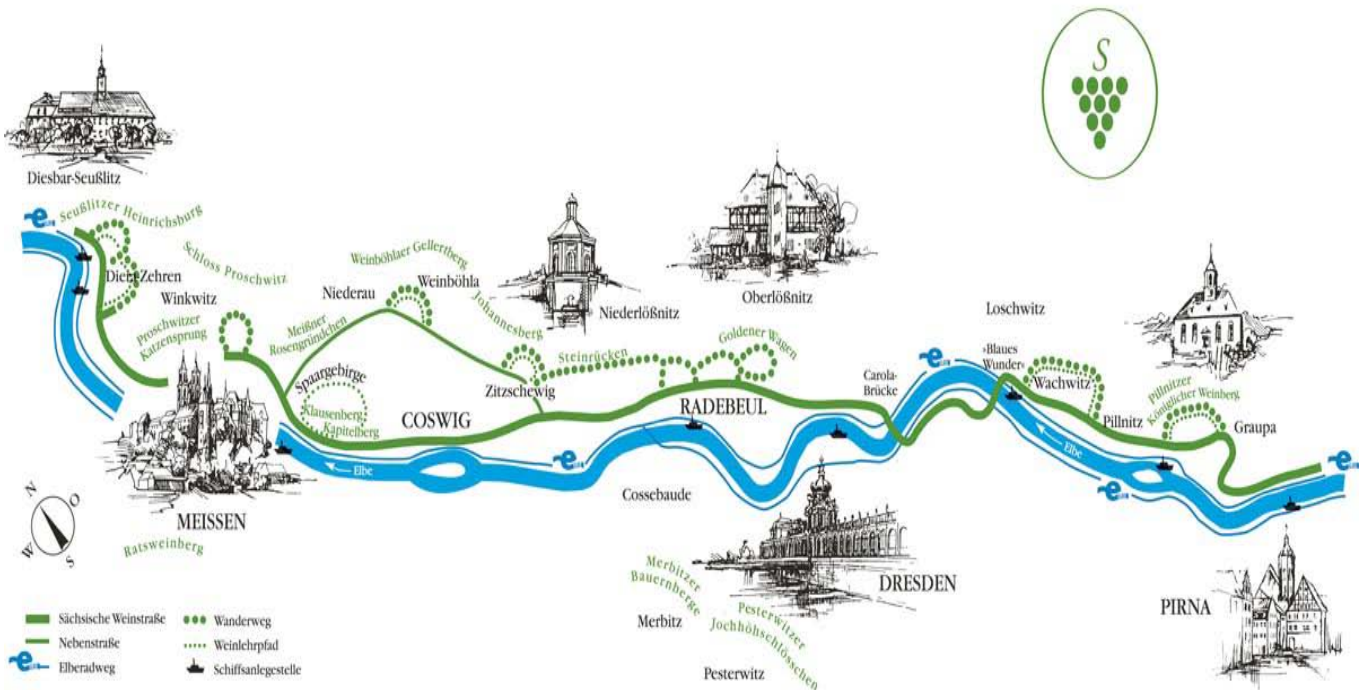 S
Diesbar-Seußlitz
Seußlitzer Heinrichsburg
Schloss Proschwitz
Diera-Zehren
Winkwitz
Proschwitzer
Katzensprung
Weinböhlaer Gellertberg
Weinböhla
Niederau
Johannesberg
Meißner
Rosengründchen
Niederlößnitz
Oberlößnitz
Loschwitz
Steinrücken
Goldener Wagen
Zitzschewig
Spaargebirge
Klausenberg
Kapitelberg
COSWIG
RADEBEUL
Carola-
Brücke
»Blaues
Wunder«
Wachwitz
Pillnitz
Pillnitzer
Königlicher Weinberg
Graupa
Elbe
Elbe
Cossebaude
MEISSEN
Ratsweinberg
N
O
W
S
Merbitzer
Bauernberge
Merbitz
Pesterwitzer
Jochhöhschlösschen
Pesterwitz
DRESDEN
PIRNA
Sächsische Weinstraße
Nebenstraße
Elberadweg
Wanderweg
Weinlehrpfad
Schiffsanlegestelle